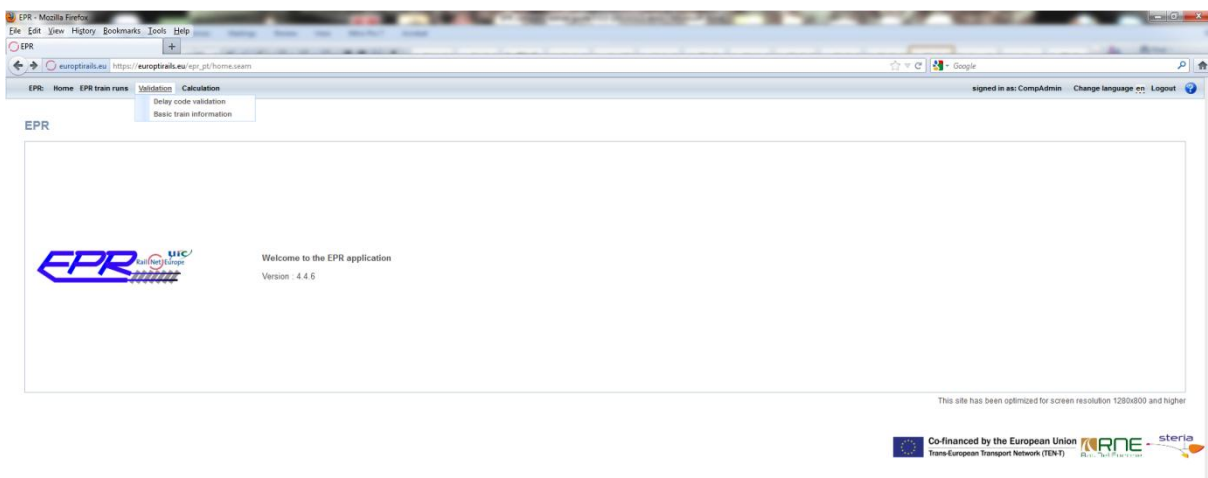 EPR - Mozilla Firefox
File Edit View History Bookmarks Tools Help
EPR +
europtirails.eu https://europtirails.eu/epr_pt/home.seam Google
EPR: Home EPR train runs Validation Calculation signed in as: CompAdmin Change language en Logout ?
Delay code validation
Basic train information
EPR
EPR RailNetEurope uic
Welcome to the EPR application
Version : 4.4.6
This site has been optimized for screen resolution 1280x800 and higher
Co-financed by the European Union
Trans-European Transport Network (TEN-T)
RNE
steria